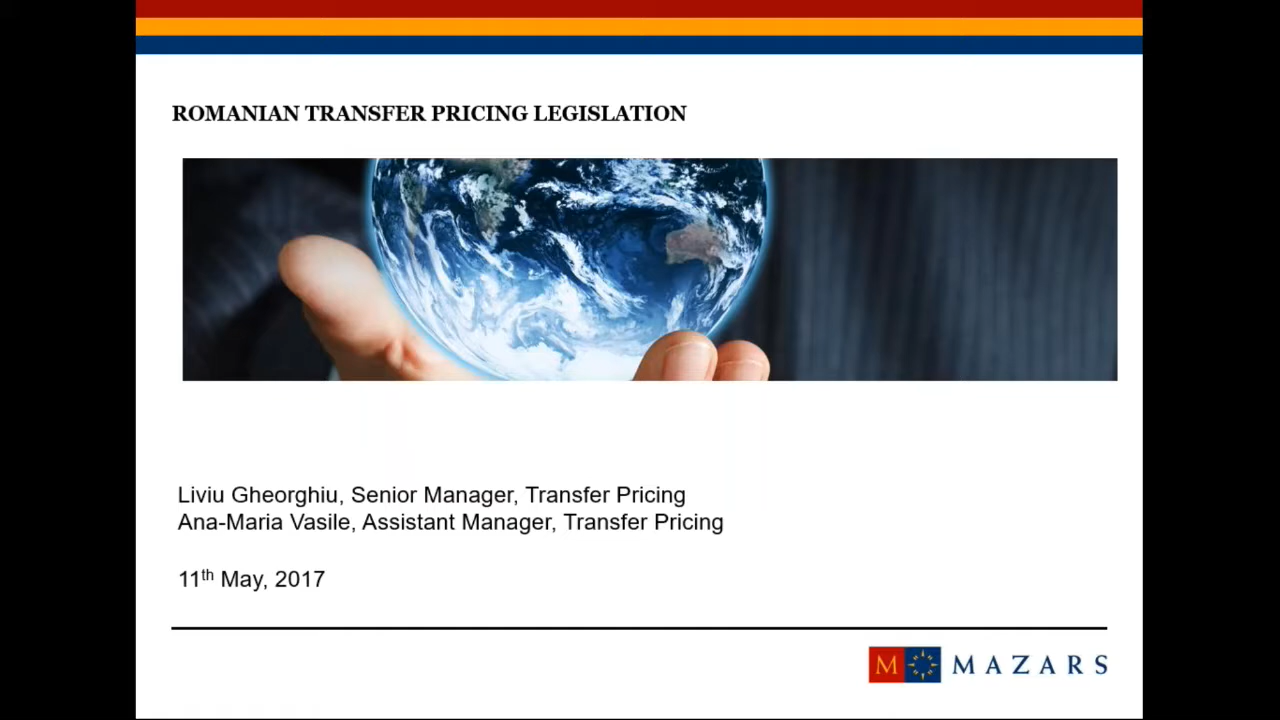 ROMANIAN TRANSFER PRICING LEGISLATION
Liviu Gheorghiu, Senior Manager, Transfer Pricing
Ana-Maria Vasile, Assistant Manager, Transfer Pricing
11th May, 2017
M MAZARS